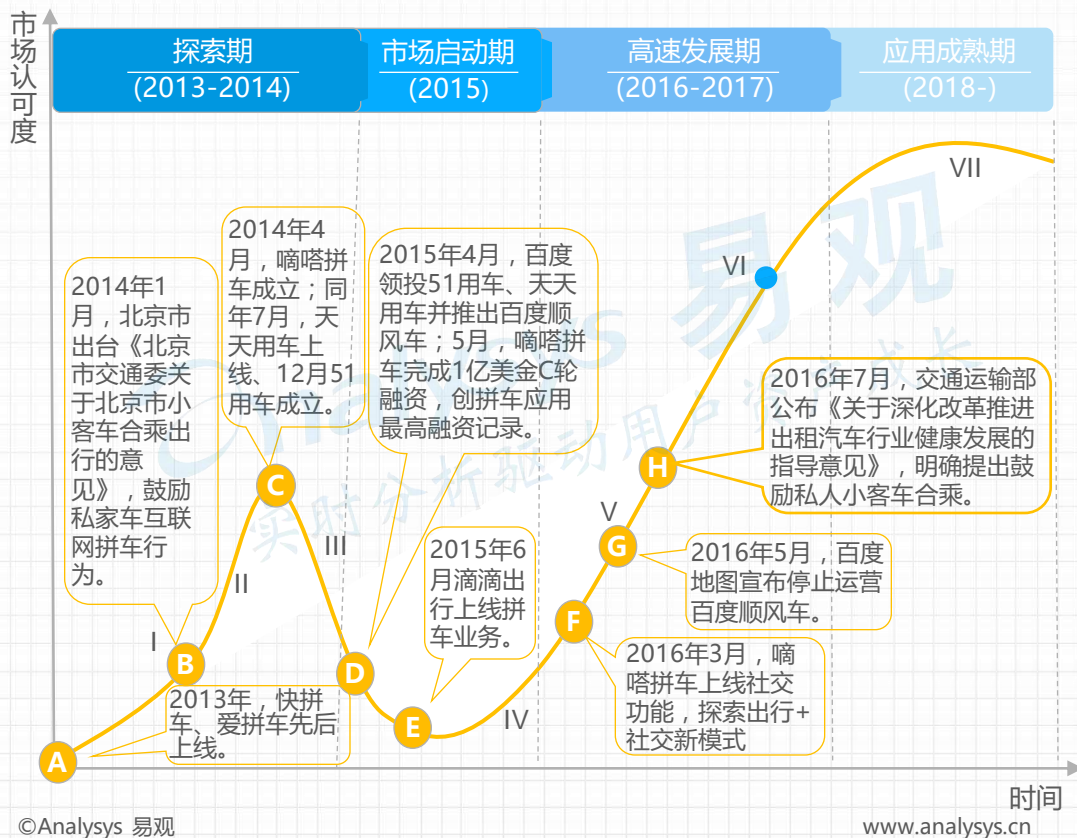 市场认可度
探索期
(2013-2014)
市场启动期
(2015)
高速发展期
(2016-2017)
应用成熟期
(2018-)
2014年1
月，北京市
出台《北京
市交通委关
于北京市小
客车合乘出
行的意
见》，鼓励
私家车互联
网拼车行
为。
2014年4
月，嘀嗒拼
车成立；同
年7月，天
天用车上
线、12月51
用车成立。
2015年4月，百度
领投51用车、天天
用车并推出百度顺
风车；5月，嘀嗒拼
车完成1亿美金C轮
融资，创拼车应用
最高融资记录。
2015年6
月滴滴出
行上线拼
车业务。
2013年，快拼
车、爱拼车先后
上线。
2016年7月，交通运输部
公布《关于深化改革推进
出租汽车行业健康发展的
指导意见》，明确提出鼓
励私人小客车合乘。
2016年5月，百度
地图宣布停止运营
百度顺风车。
2016年3月，嘀
嗒拼车上线社交
功能，探索出行+
社交新模式
A
B
C
D
E
F
G
H
I
II
III
IV
V
VI
VII
Analysys 易观
实时分析驱动用户资产成长
时间
©Analysys 易观
www.analysys.cn